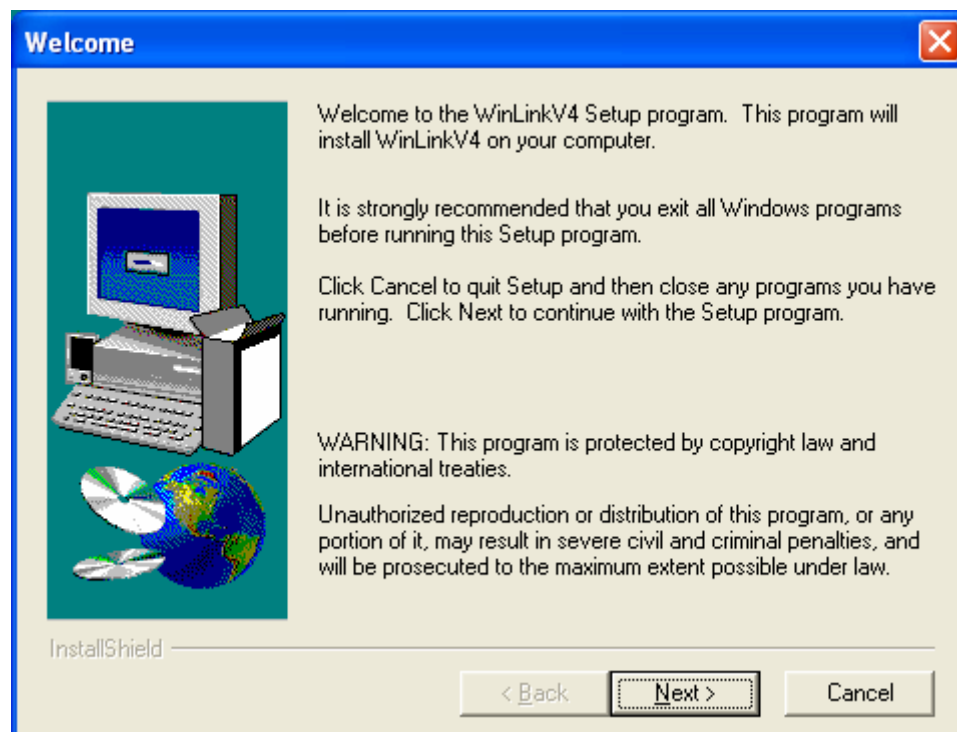 Welcome
Welcome to the WinLinkV4 Setup program.  This program will
install WinLinkV4 on your computer.
It is strongly recommended that you exit all Windows programs
before running this Setup program.
Click Cancel to quit Setup and then close any programs you have
running.  Click Next to continue with the Setup program.
WARNING: This program is protected by copyright law and
international treaties.
Unauthorized reproduction or distribution of this program, or any
portion of it, may result in severe civil and criminal penalties, and
will be prosecuted to the maximum extent possible under law.
InstallShield
< Back
Next >
Cancel